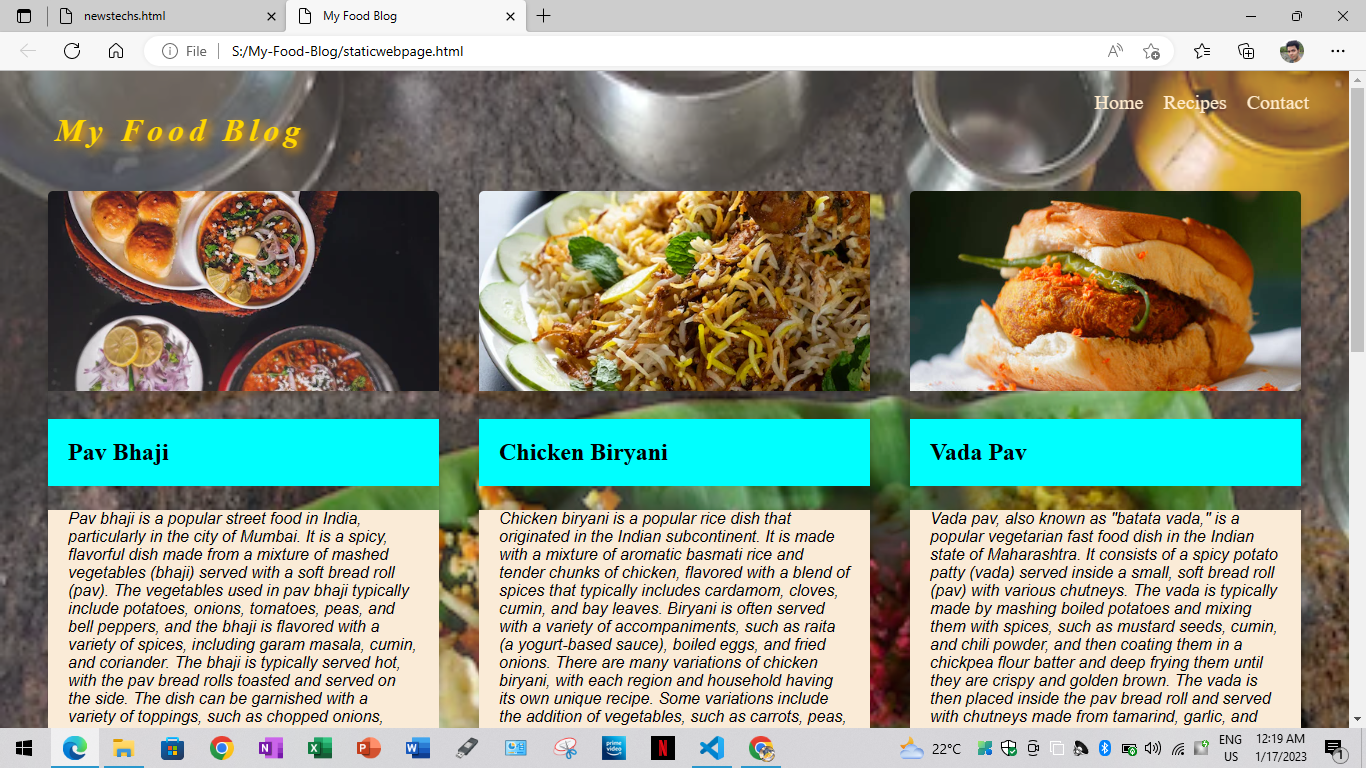 newstechs.html
My Food Blog
File
S:/My-Food-Blog/staticwebpage.html
Home Recipes Contact
My Food Blog
Pav Bhaji
Pav bhaji is a popular street food in India,
particularly in the city of Mumbai. It is a spicy,
flavorful dish made from a mixture of mashed
vegetables (bhaji) served with a soft bread roll
(pav). The vegetables used in pav bhaji typically
include potatoes, onions, tomatoes, peas, and
bell peppers, and the bhaji is flavored with a
variety of spices, including garam masala, cumin,
and coriander. The bhaji is typically served hot,
with the pav bread rolls toasted and served on
the side. The dish can be garnished with a
variety of toppings, such as chopped onions,
Chicken Biryani
Chicken biryani is a popular rice dish that
originated in the Indian subcontinent. It is made
with a mixture of aromatic basmati rice and
tender chunks of chicken, flavored with a blend of
spices that typically includes cardamom, cloves,
cumin, and bay leaves. Biryani is often served
with a variety of accompaniments, such as raita
(a yogurt-based sauce), boiled eggs, and fried
onions. There are many variations of chicken
biryani, with each region and household having
its own unique recipe. Some variations include
the addition of vegetables, such as carrots, peas,
Vada Pav
Vada pav, also known as "batata vada," is a
popular vegetarian fast food dish in the Indian
state of Maharashtra. It consists of a spicy potato
patty (vada) served inside a small, soft bread roll
(pav) with various chutneys. The vada is typically
made by mashing boiled potatoes and mixing
them with spices, such as mustard seeds, cumin,
and chili powder, and then coating them in a
chickpea flour batter and deep frying them until
they are crispy and golden brown. The vada is
then placed inside the pav bread roll and served
with chutneys made from tamarind, garlic, and
prime video
22°C
ENG
US
12:19 AM
1/17/2023
1